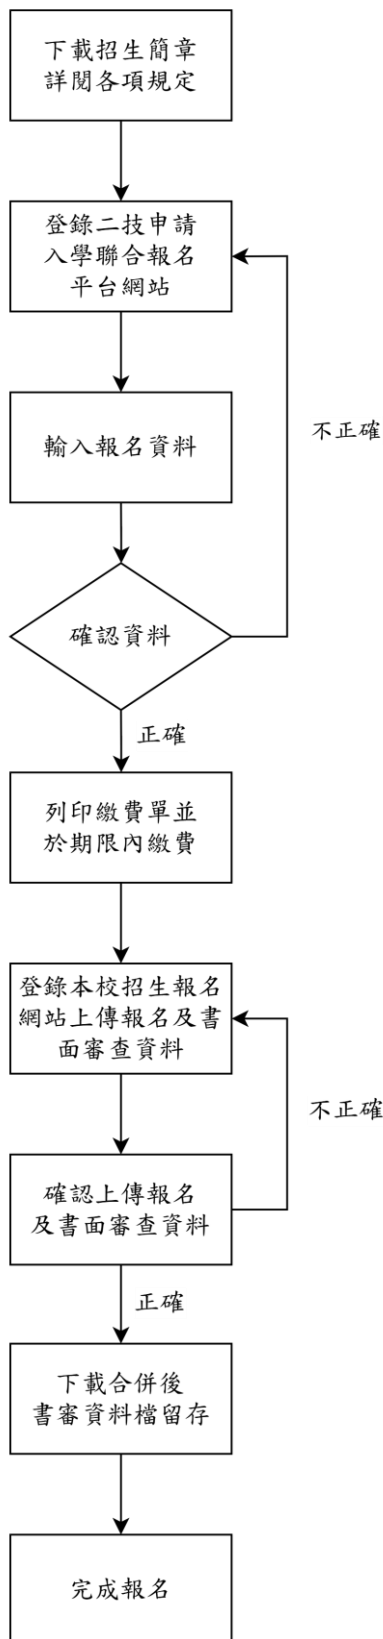 下載招生簡章
詳閱各項規定
登錄二技申請
入學聯合報名
平台網站
輸入報名資料
不正確
確認資料
正確
列印繳費單並
於期限內繳費
登錄本校招生報名
網站上傳報名及書
面審查資料
不正確
確認上傳報名
及書面審查資料
正確
下載合併後
書審資料檔留存
完成報名